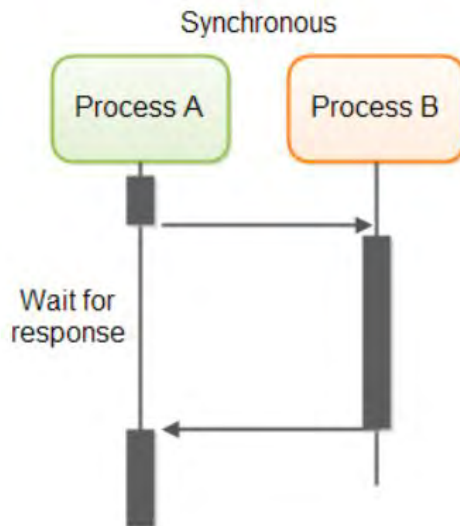 Synchronous
Process A
Process B
Wait for
response